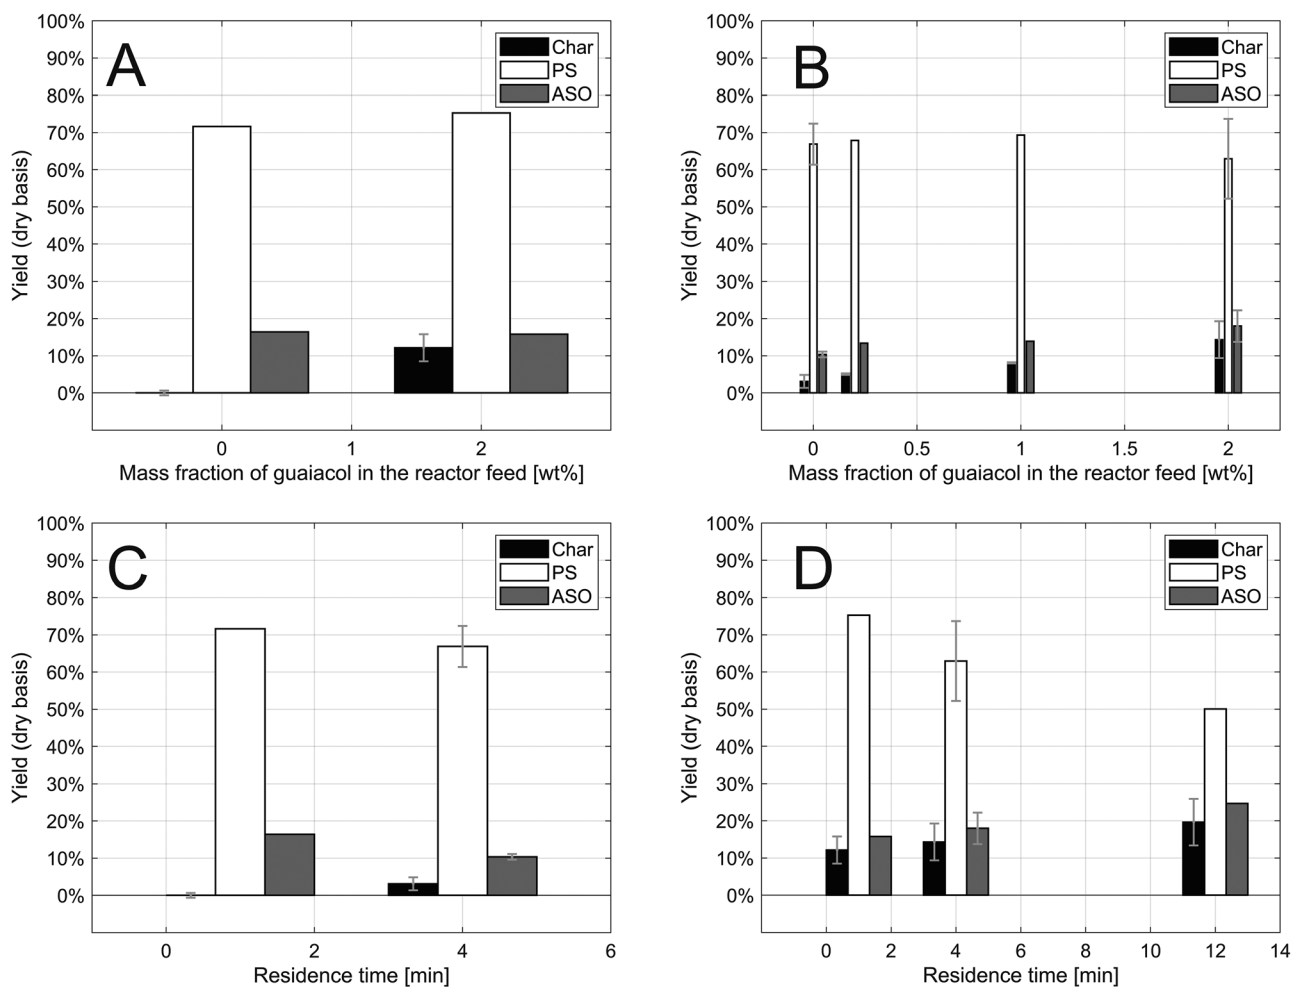 A
Yield (dry basis)
100%
90%
80%
70%
60%
50%
40%
30%
20%
10%
0%
Char
PS
ASO
0 1 2
Mass fraction of guaiacol in the reactor feed [wt%]
B
Yield (dry basis)
100%
90%
80%
70%
60%
50%
40%
30%
20%
10%
0%
Char
PS
ASO
0 0.5 1 1.5 2
Mass fraction of guaiacol in the reactor feed [wt%]
C
Yield (dry basis)
100%
90%
80%
70%
60%
50%
40%
30%
20%
10%
0%
Char
PS
ASO
0 2 4 6
Residence time [min]
D
Yield (dry basis)
100%
90%
80%
70%
60%
50%
40%
30%
20%
10%
0%
Char
PS
ASO
0 2 4 6 8 10 12 14
Residence time [min]